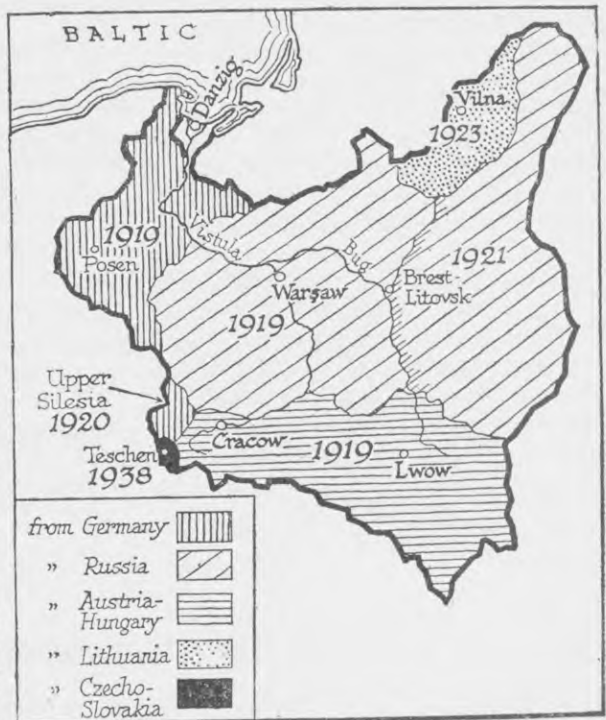 BALTIC
Danzig
Vilna
1923
1919
Posen
Vistula
Bug
1921
Brest-
Litovsk
Warsaw
1919
Upper
Silesia
1920
Cracow
1919
Lwow
Teschen
1938
from Germany
" Russia
" Austria-
Hungary
" Lithuania
" Czecho-
Slovakia